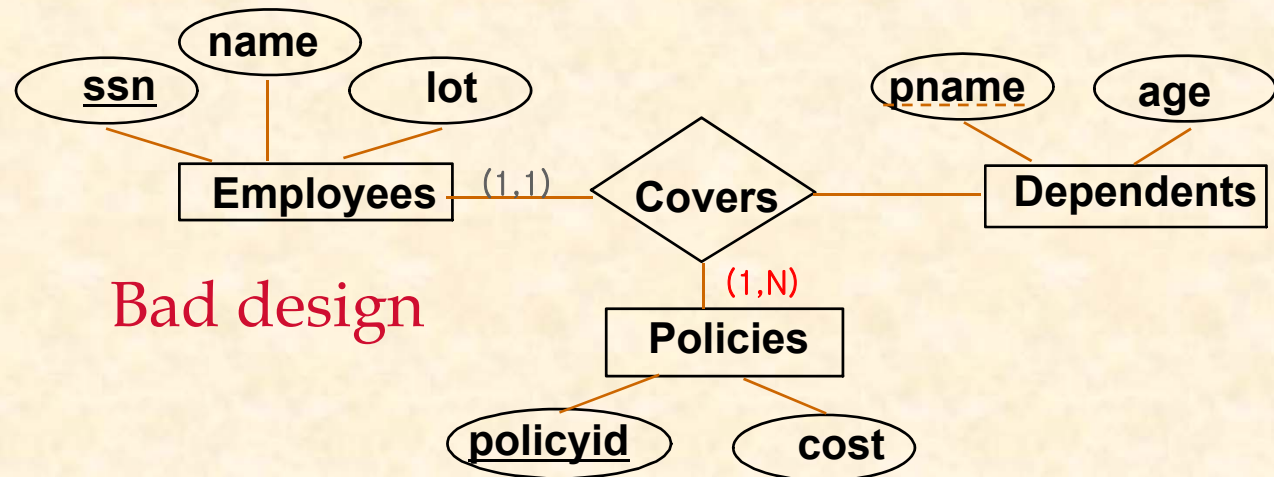 name
ssn
lot
pname
age
Employees
(1,1)
Covers
Dependents
Bad design
(1,N)
Policies
policyid
cost